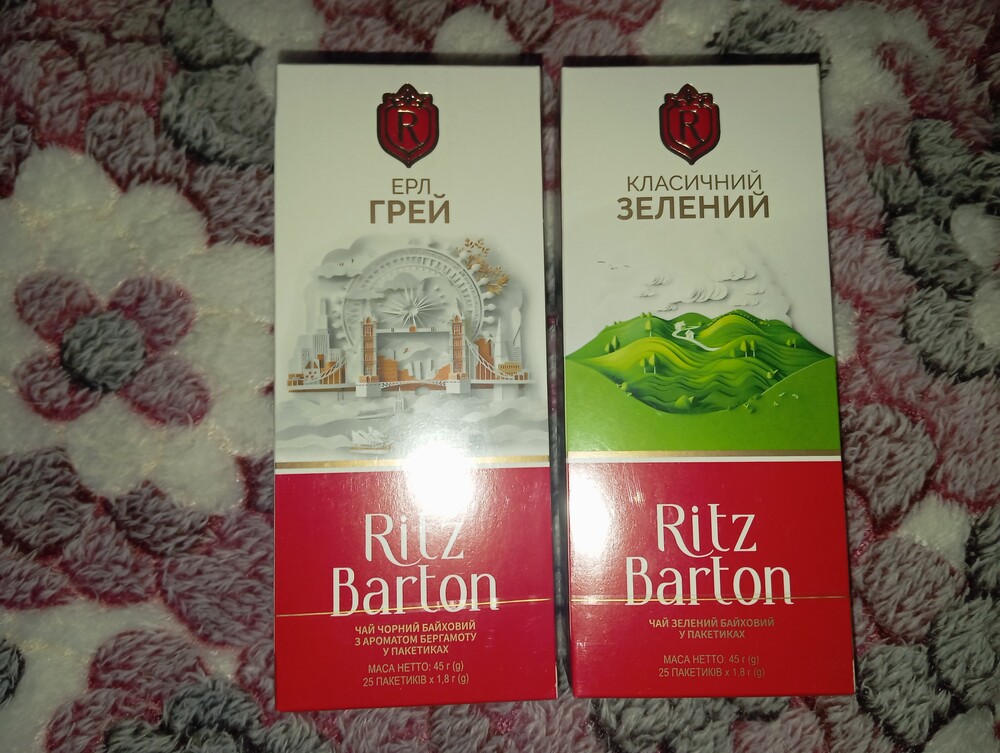 R
ЕРЛ
ГРЕЙ
Ritz
Barton
ЧАЙ ЧОРНИЙ БАЙХОВИЙ
З АРОМАТОМ БЕРГАМОТУ
У ПАКЕТИКАХ
МАСА НЕТТО: 45 г (g)
25 ПАКЕТИКІВ х 1,8 г (g)
R
КЛАСИЧНИЙ
ЗЕЛЕНИЙ
Ritz
Barton
ЧАЙ ЗЕЛЕНИЙ БАЙХОВИЙ
У ПАКЕТИКАХ
МАСА НЕТТО: 45 г (g)
25 ПАКЕТИКІВ х 1,8 г (g)